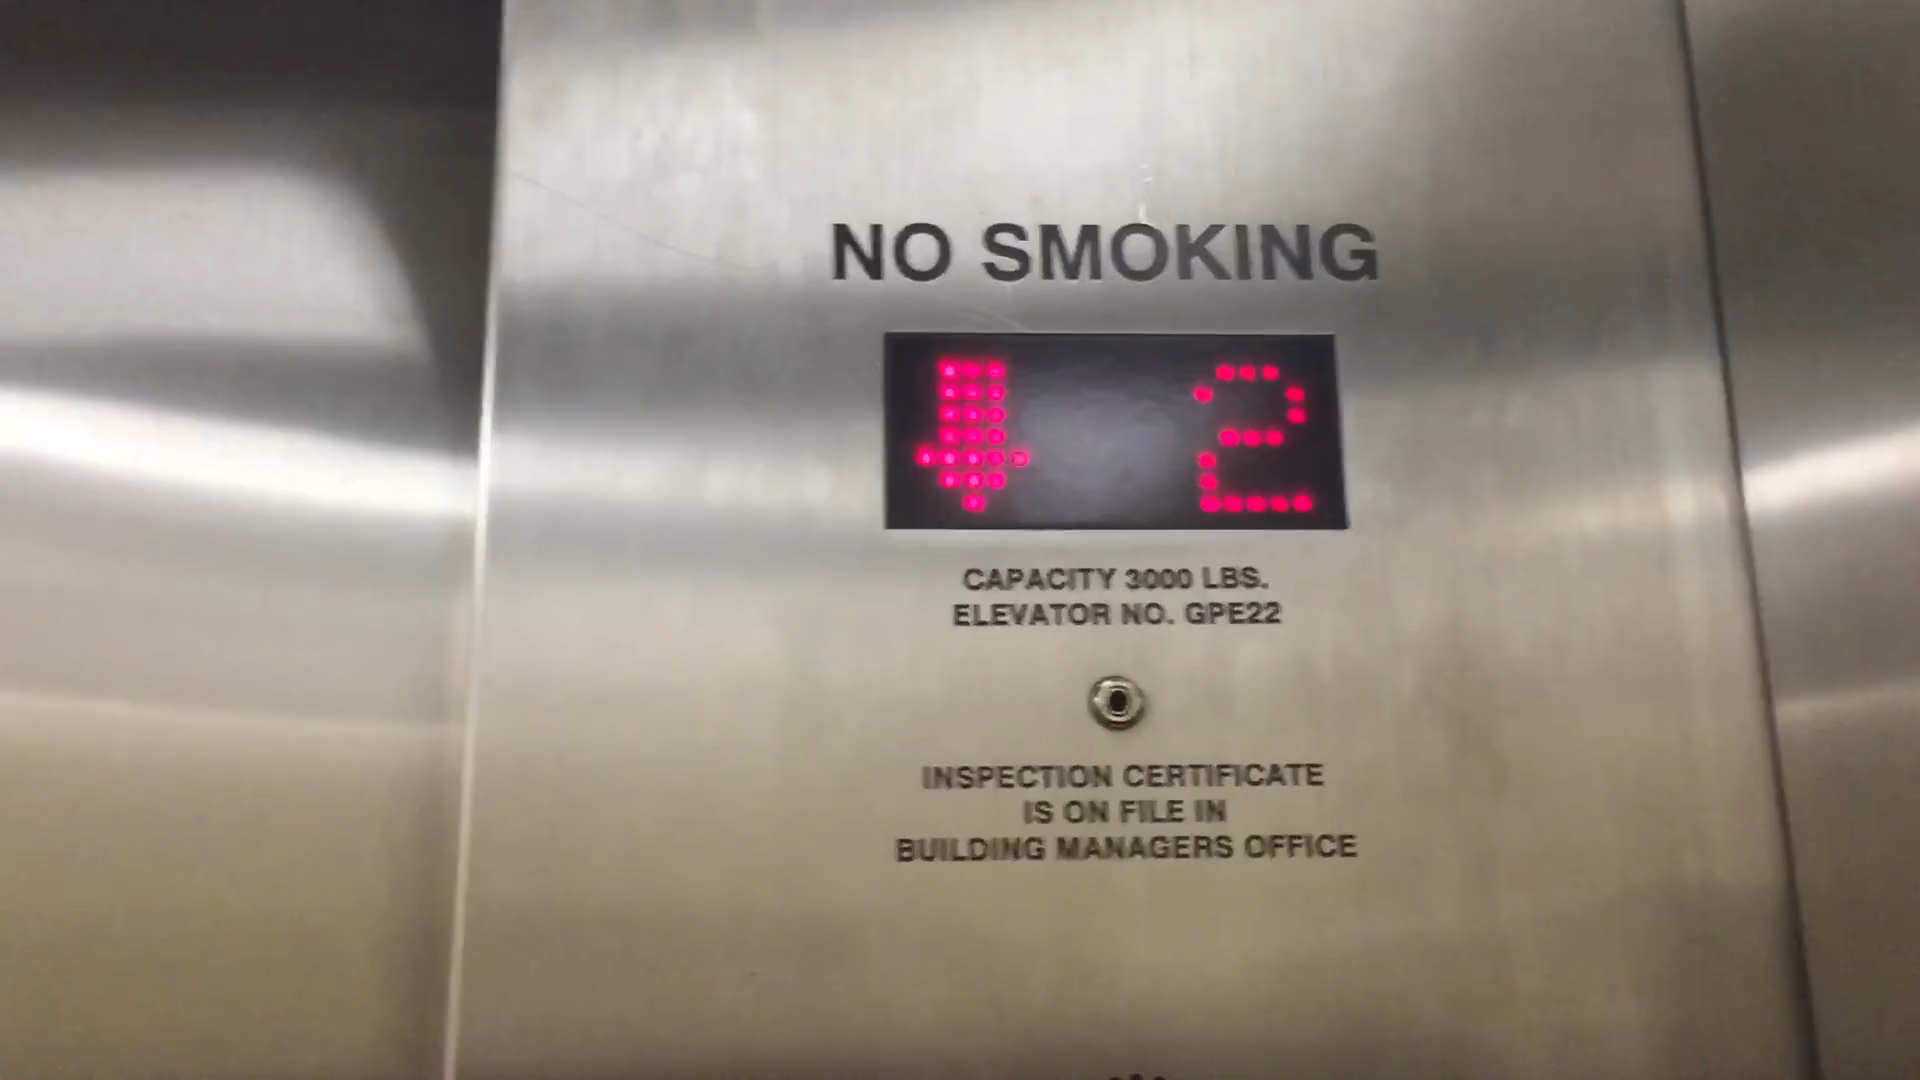 NO SMOKING
2
CAPACITY 3000 LBS.
ELEVATOR NO. GPE22
INSPECTION CERTIFICATE
IS ON FILE IN
BUILDING MANAGERS OFFICE